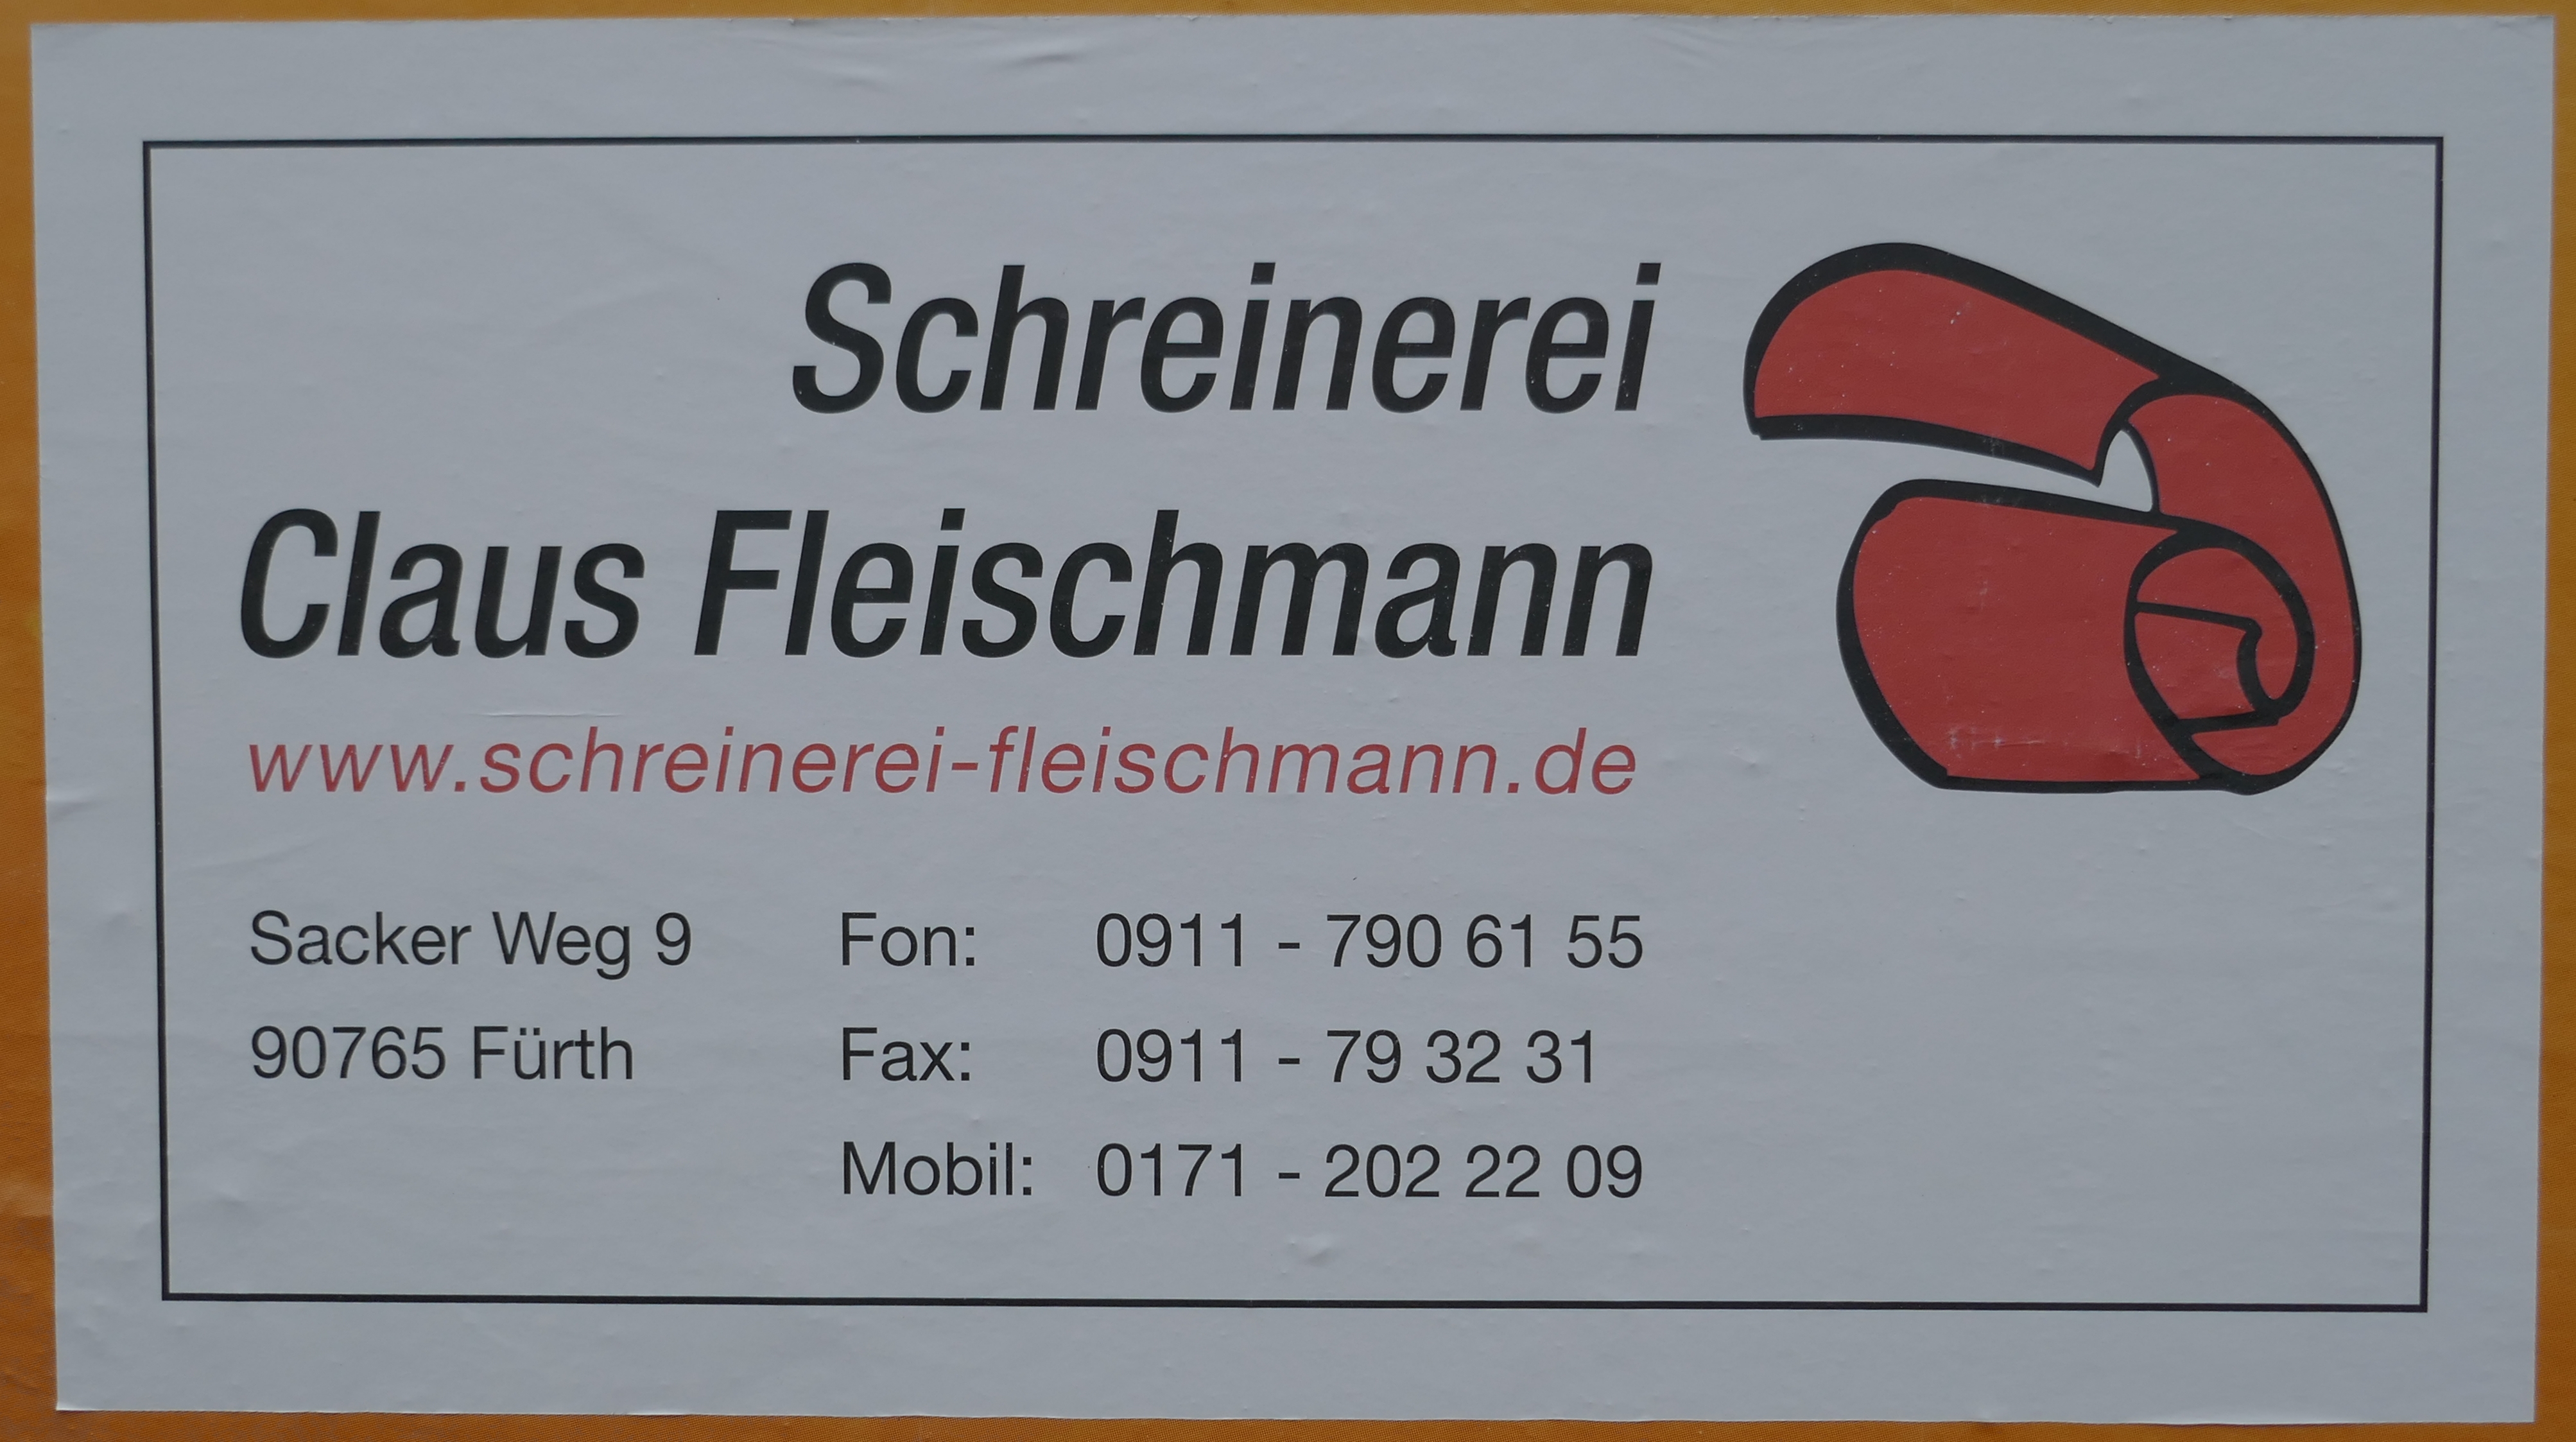 Schreinerei
Claus Fleischmann
www.schreinerei-fleischmann.de
Sacker Weg 9 Fon: 0911 - 790 61 55
90765 Fürth Fax: 0911 - 79 32 31
Mobil: 0171 - 202 22 09